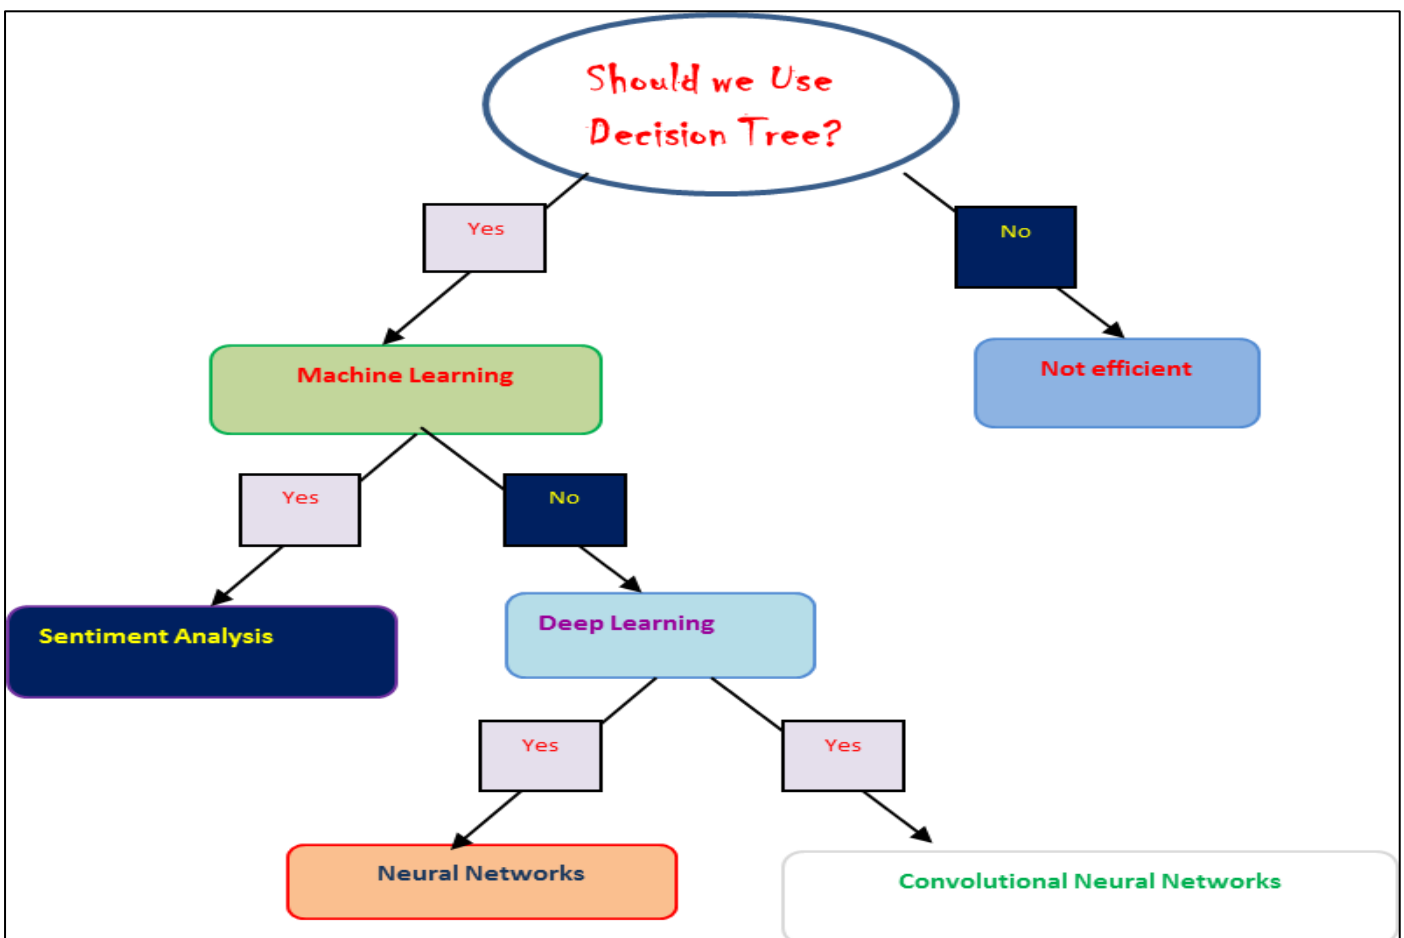 Should we Use
Decision Tree?
Yes
No
Machine Learning
Not efficient
Yes
No
Sentiment Analysis
Deep Learning
Yes
Yes
Neural Networks
Convolutional Neural Networks